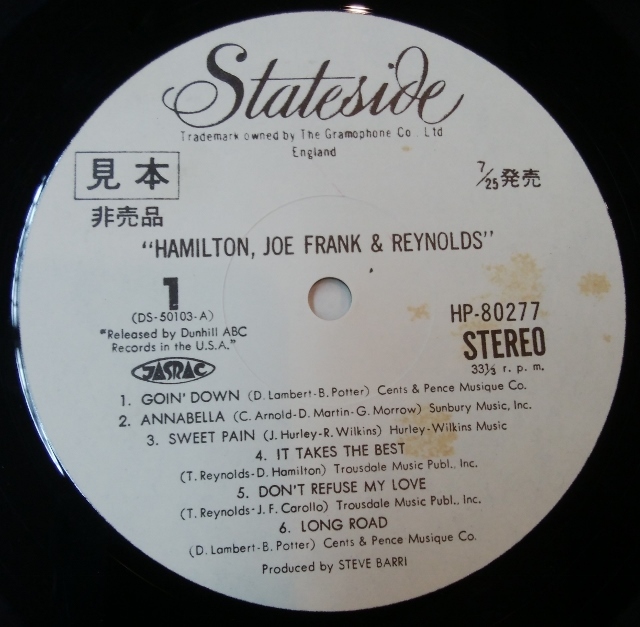 Stateside
Trademark owned by The Gramophone Co. Ltd
England
見本
非売品
7/25発売
"HAMILTON, JOE FRANK & REYNOLDS"
1
(DS-50103-A)
"Released by Dunhill ABC
Records in the U.S.A."
JASRAC
HP-80277
STEREO
33⅓ r. p. m.
1. GOIN' DOWN (D. Lambert-B. Potter) Cents & Pence Musique Co.
2. ANNABELLA (C. Arnold-D. Martin-G. Morrow) Sunbury Music, Inc.
3. SWEET PAIN (J. Hurley-R. Wilkins) Hurley-Wilkins Music
4. IT TAKES THE BEST
(T. Reynolds-D. Hamilton) Trousdale Music Publ., Inc.
5. DON'T REFUSE MY LOVE
(T. Reynolds-J. F. Carollo) Trousdale Music Publ., Inc.
6. LONG ROAD
(D. Lambert-B. Potter) Cents & Pence Musique Co.
Produced by STEVE BARRI